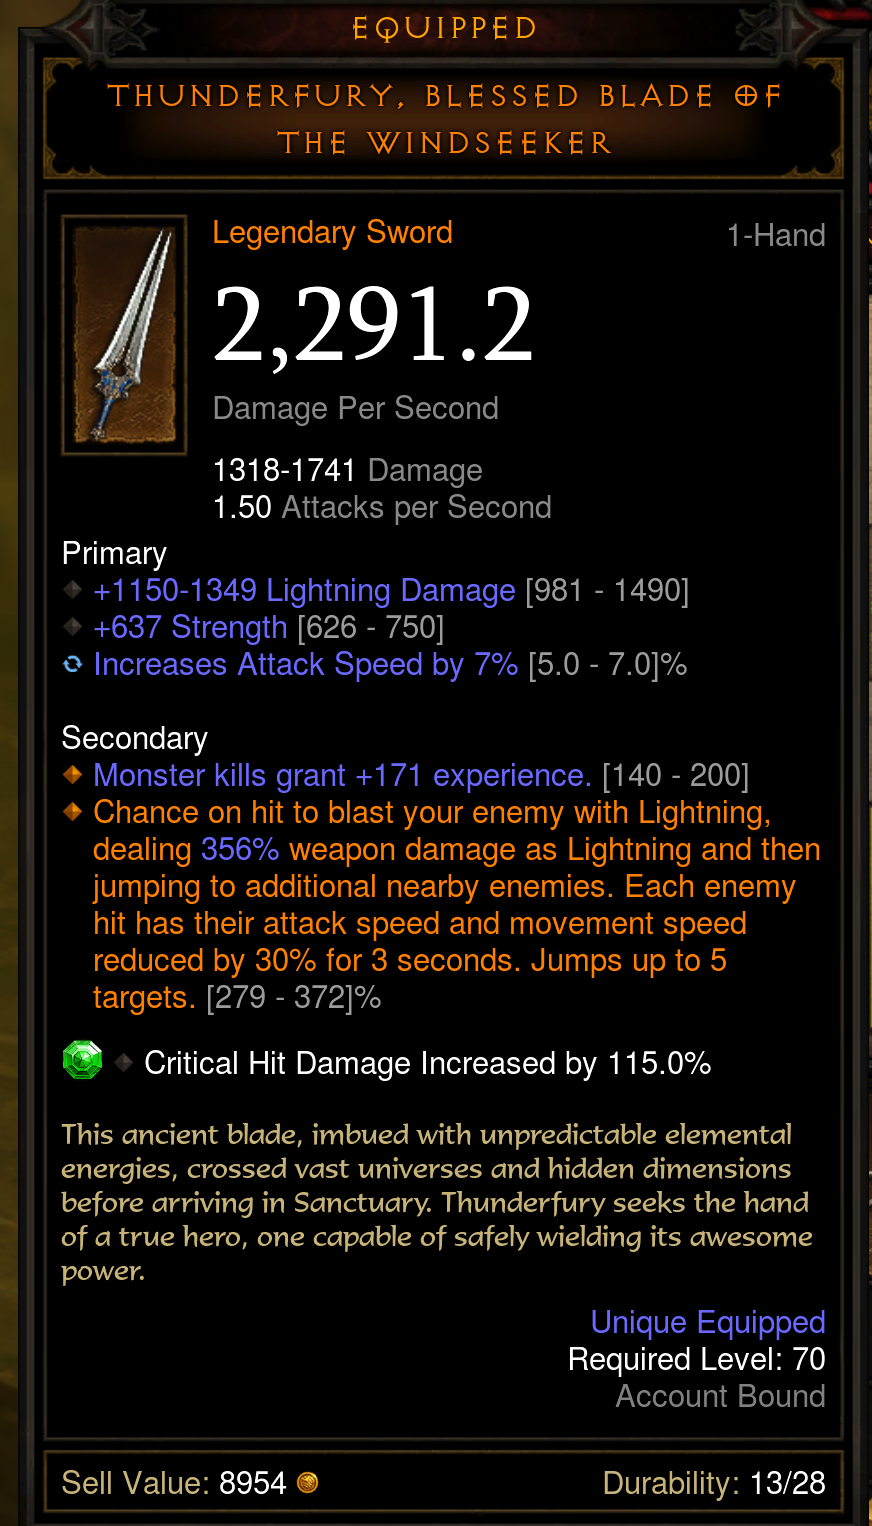 EQUIPPED
THUNDERFURY, BLESSED BLADE OF
THE WINDSEEKER
Legendary Sword 1-Hand
2,291.2
Damage Per Second
1318-1741 Damage
1.50 Attacks per Second
Primary
+1150-1349 Lightning Damage [981 - 1490]
+637 Strength [626 - 750]
Increases Attack Speed by 7% [5.0 - 7.0]%
Secondary
Monster kills grant +171 experience. [140 - 200]
Chance on hit to blast your enemy with Lightning,
dealing 356% weapon damage as Lightning and then
jumping to additional nearby enemies. Each enemy
hit has their attack speed and movement speed
reduced by 30% for 3 seconds. Jumps up to 5
targets. [279 - 372]%
Critical Hit Damage Increased by 115.0%
This ancient blade, imbued with unpredictable elemental
energies, crossed vast universes and hidden dimensions
before arriving in Sanctuary. Thunderfury seeks the hand
of a true hero, one capable of safely wielding its awesome
power.
Unique Equipped
Required Level: 70
Account Bound
Sell Value: 8954 Durability: 13/28